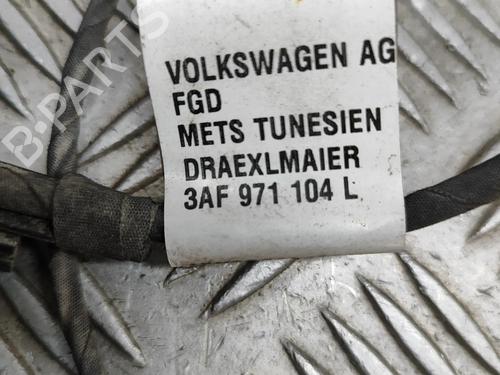 VOLKSWAGEN AG
FGD
METS TUNESIEN
DRAEXLMAIER
3AF 971 104 L
B-PARTS